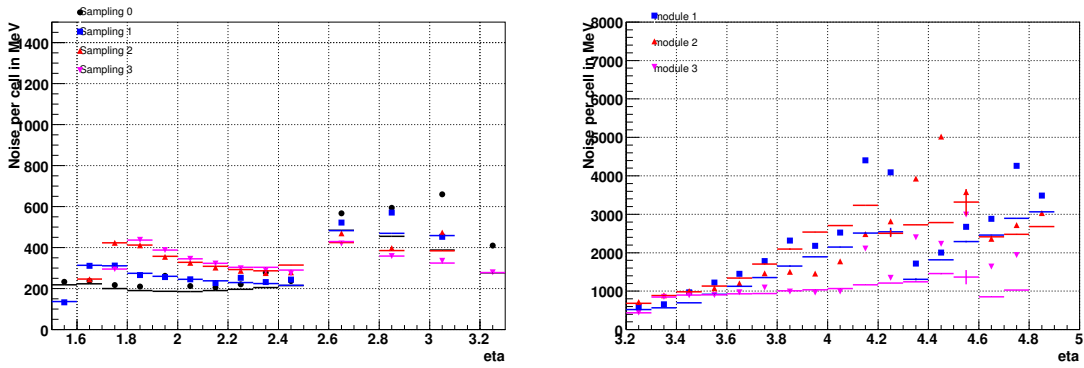 Noise per cell in MeV
Sampling 0
Sampling 1
Sampling 2
Sampling 3
1400
1200
1000
800
600
400
200
0
1.6 1.8 2 2.2 2.4 2.6 2.8 3 3.2
eta
Noise per cell in MeV
module 1
module 2
module 3
8000
7000
6000
5000
4000
3000
2000
1000
0
3.2 3.4 3.6 3.8 4 4.2 4.4 4.6 4.8 5
eta